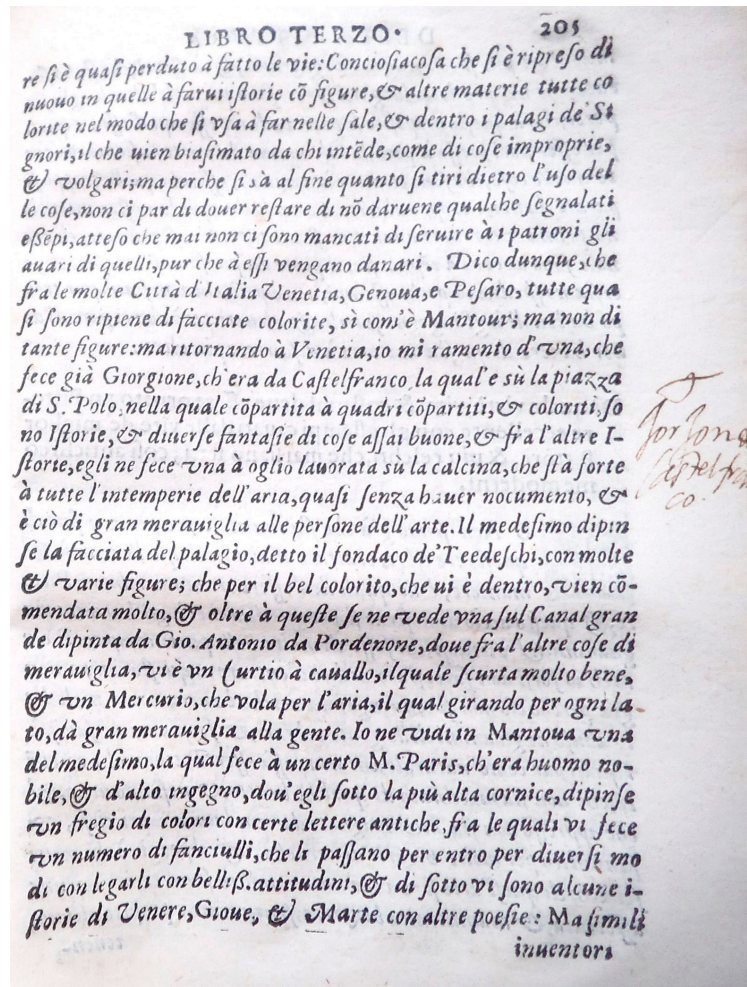 LIBRO TERZO. 205
re si è quasi perduto à fatto le vie: Conciosiacosa che si è ripreso di
nuouo in quelle à farui istorie cõ figure, & altre materie tutte co
lorite nel modo che si vsa à far nelle sale, & dentro i palagi de' Si
gnori, il che uien biasimato da chi intẽde, come di cose improprie,
& volgari; ma perche si sà al fine quanto si tiri dietro l'uso del
le cose, non ci par di douer restare di nõ daruene qualche segnalati
essẽpi, atteso che mai non ci sono mancati di seruire à i patroni gli
auari di quelli, pur che à essi vengano danari. Dico dunque, che
fra le molte Città d'Italia Venetia, Genoua, e Pesaro, tutte qua
si sono ripiene di facciate colorite, sì com'è Mantour; ma non di
tante figure: ma ritornando à Venetia, io mi ramento d'vna, che
fece già Giorgione, ch'era da Castelfranco, la qual'e sù la piazza
di S. Polo, nella quale cõpartita à quadri cõpartiti, & coloriti, so
no Istorie, & diuerse fantasie di cose assai buone, & fra l'altre I-
storie, egli ne fece vna à oglio lauorata sù la calcina, che stà forte
à tutte l'intemperie dell'aria, quasi senza hauer nocumento, &
è ciò di gran merauiglia alle persone dell'arte. Il medesimo dipin
se la facciata del palagio, detto il fondaco de' Teedeschi, con molte
& varie figure; che per il bel colorito, che ui è dentro, vien cõ-
mendata molto, & oltre à queste se ne vede vna sul Canal gran
de dipinta da Gio. Antonio da Pordenone, doue fra l'altre cose di
merauiglia, vi è vn Curtio à cauallo, ilquale scurta molto bene,
& vn Mercurio, che vola per l'aria, il qual girando per ogni la-
to, dà gran merauiglia alla gente. Io ne vidi in Mantoua vna
del medesimo, la qual fece à un certo M. Paris, ch'era huomo no-
bile, & d'alto ingegno, dou'egli sotto la più alta cornice, dipinse
vn fregio di colori con certe lettere antiche, fra le quali vi fece
vn numero di fanciulli, che li passano per entro per diuersi mo
di con legarli con belliß. attitudini, & di sotto vi sono alcune i-
storie di Venere, Gioue, & Marte con altre poesie: Ma simili
inuentori